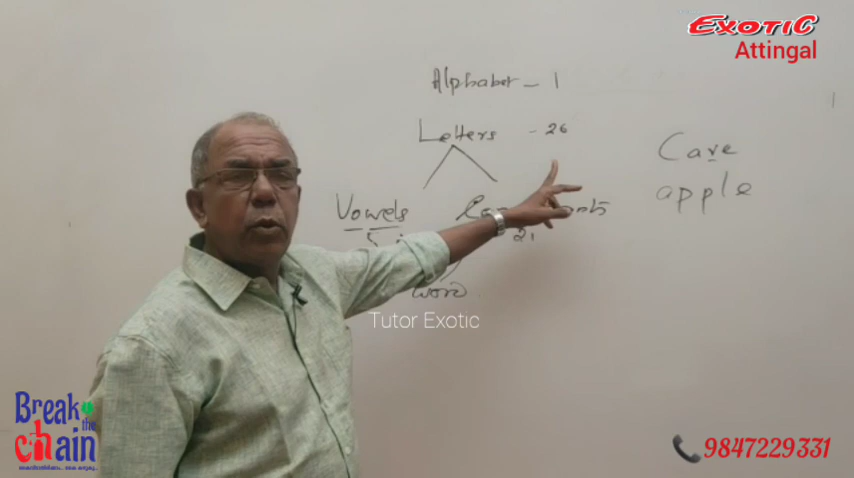 EXOTIC
Attingal
Alphabet - 1
Letters - 26
Vowels
5
21
Word
Care
apple
Tutor Exotic
Break the chain
9847229331